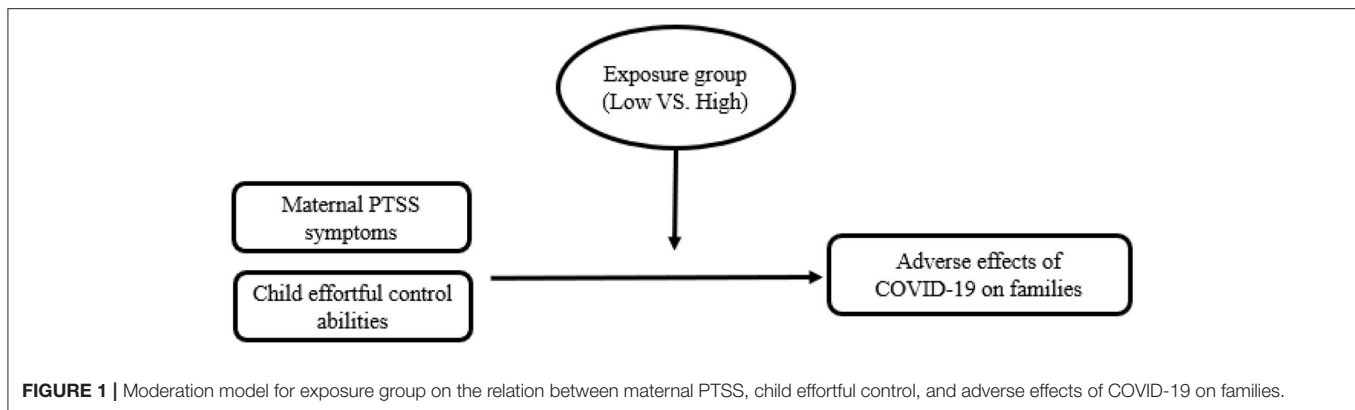 Exposure group
(Low VS. High)
Maternal PTSS
symptoms
Child effortful control
abilities
Adverse effects of
COVID-19 on families
FIGURE 1 | Moderation model for exposure group on the relation between maternal PTSS, child effortful control, and adverse effects of COVID-19 on families.